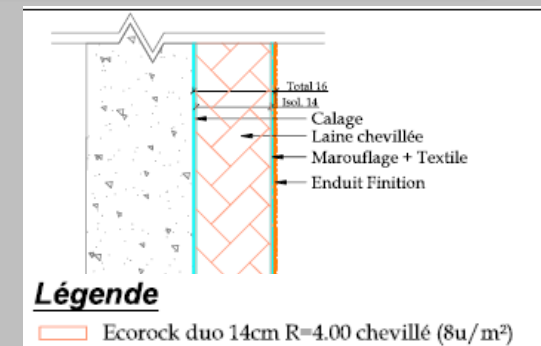 Total 16
Isol. 14
Calage
Laine chevillée
Marouflage + Textile
Enduit Finition
Légende
Ecorock duo 14cm R=4.00 chevillé (8u/m²)